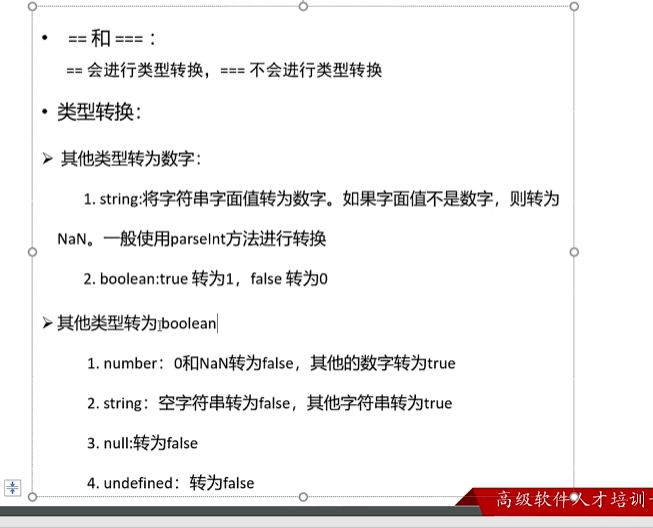 • == 和 === ：
== 会进行类型转换，=== 不会进行类型转换
• 类型转换：
➢ 其他类型转为数字：
1. string:将字符串字面值转为数字。如果字面值不是数字，则转为
NaN。一般使用parseInt方法进行转换
2. boolean:true 转为1，false 转为0
➢ 其他类型转为boolean
1. number：0和NaN转为false，其他的数字转为true
2. string：空字符串转为false，其他字符串转为true
3. null:转为false
4. undefined：转为false
高级软件人才培训